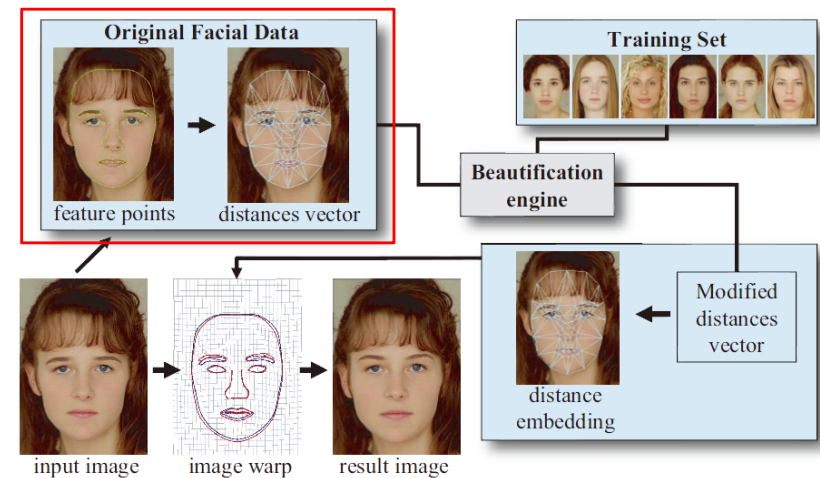 Original Facial Data
feature points
distances vector
Training Set
Beautification
engine
Modified
distances
vector
distance
embedding
input image
image warp
result image